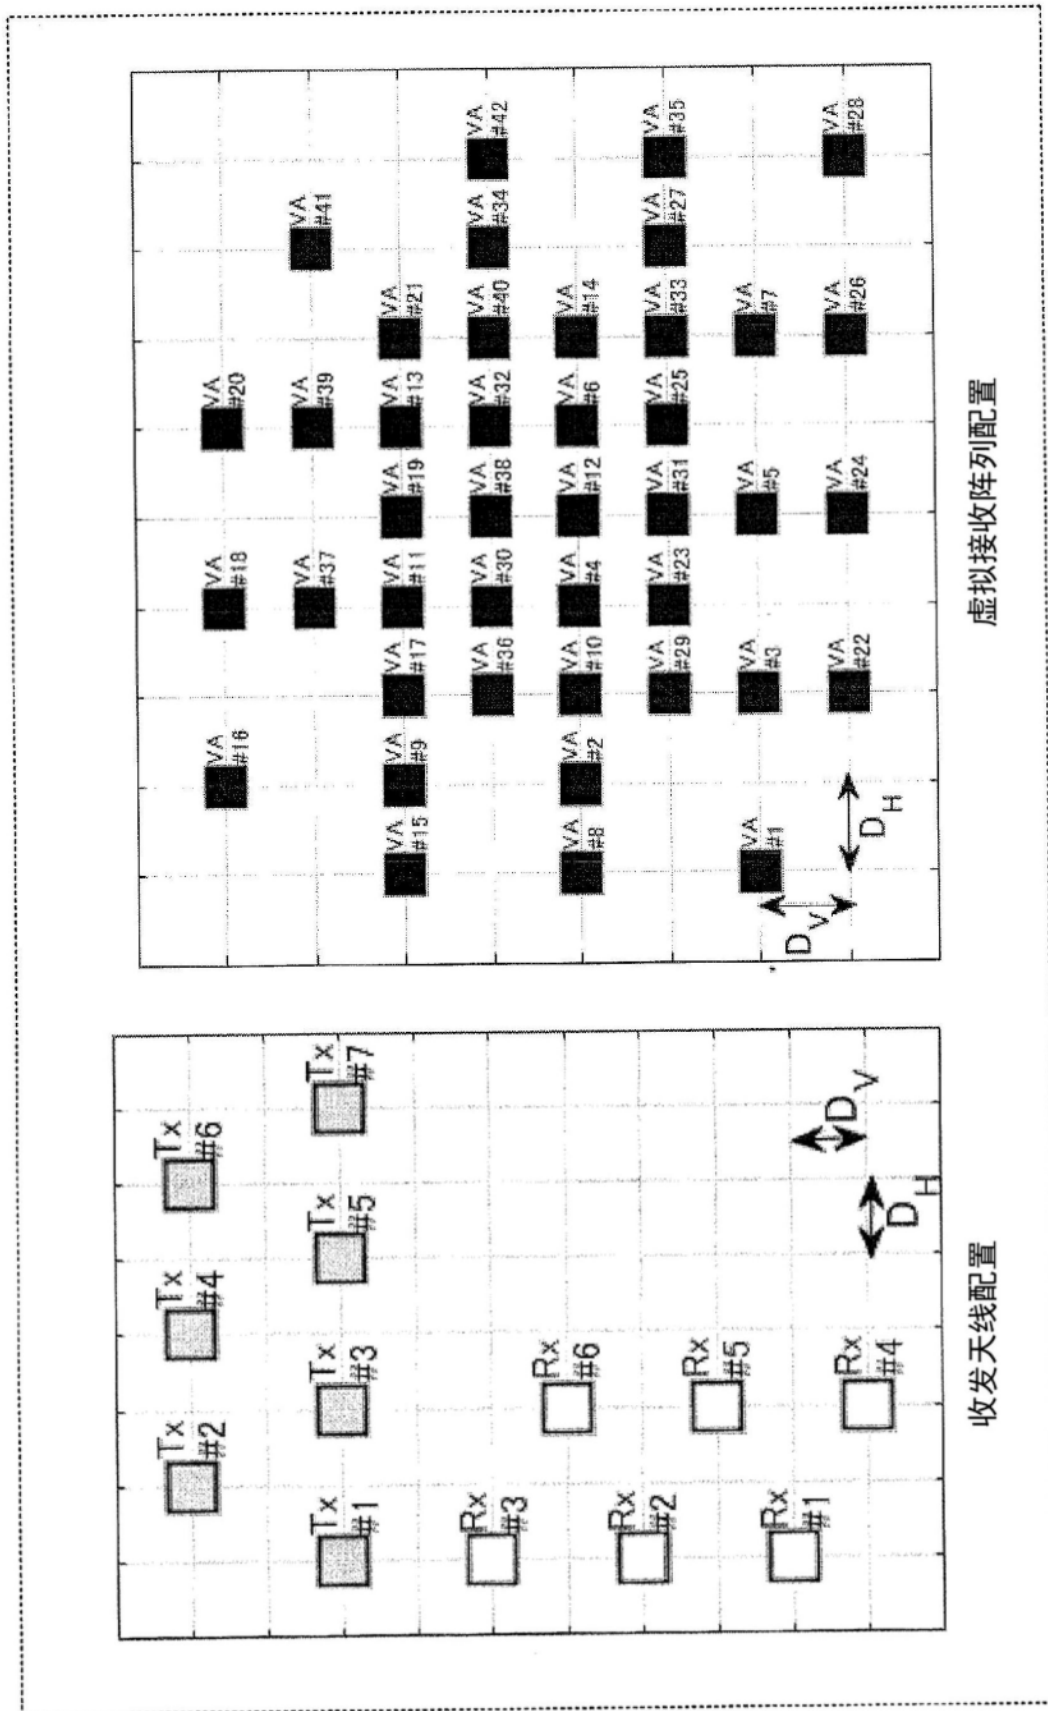 Tx
#2
Tx
#4
Tx
#6
Tx
#1
Tx
#3
Tx
#5
Tx
#7
Rx
#3
Rx
#6
Rx
#2
Rx
#5
Rx
#1
Rx
#4
DV
DH
收发天线配置
VA
#16
VA
#18
VA
#20
VA
#37
VA
#39
VA
#41
VA
#15
VA
#9
VA
#17
VA
#11
VA
#19
VA
#13
VA
#21
VA
#36
VA
#30
VA
#38
VA
#32
VA
#40
VA
#34
VA
#42
VA
#8
VA
#2
VA
#10
VA
#4
VA
#12
VA
#6
VA
#14
VA
#29
VA
#23
VA
#31
VA
#25
VA
#33
VA
#27
VA
#35
VA
#1
VA
#3
VA
#5
VA
#7
VA
#22
VA
#24
VA
#26
VA
#28
DV
DH
虚拟接收阵列配置